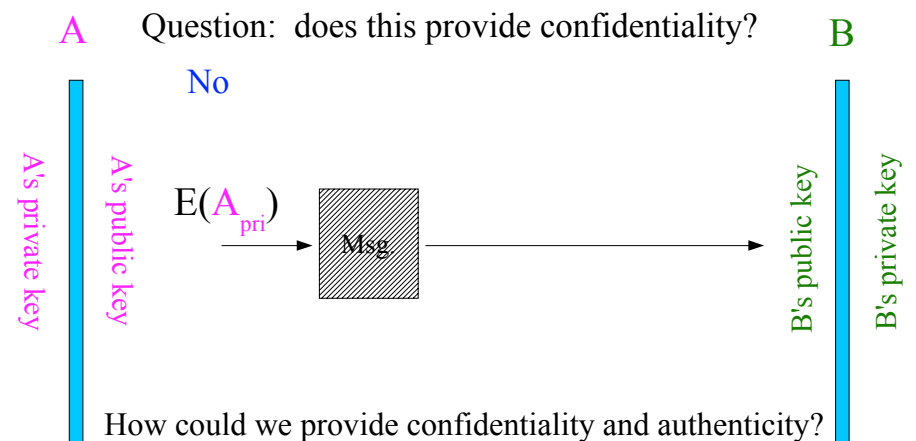 A
Question: does this provide confidentiality?
B
No
A's private key
A's public key
E(A_pri)
Msg.
B's public key
B's private key
How could we provide confidentiality and authenticity?